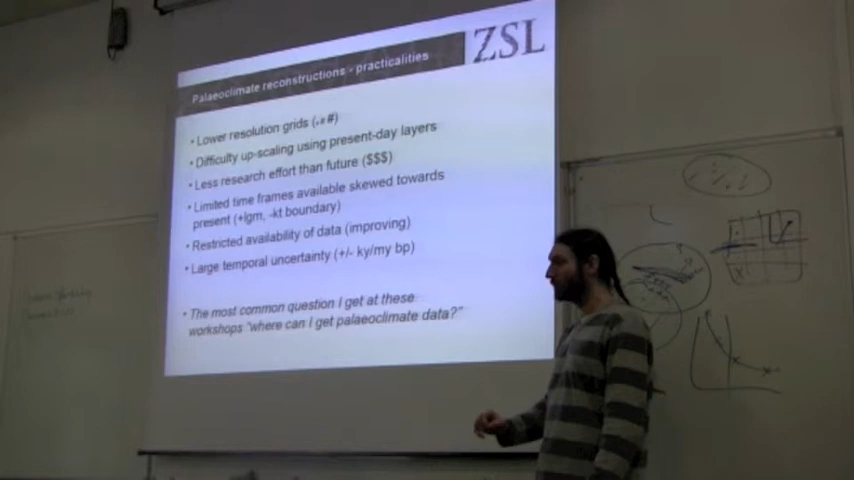 ZSL
Palaeoclimate reconstructions - practicalities
• Lower resolution grids (
• Difficulty up-scaling using present-day layers
• Less research effort than future ($$$)
• Limited time frames available skewed towards
present (+lgm, -kt boundary)
• Restricted availability of data (improving)
• Large temporal uncertainty (+/- ky/my bp)
• The most common question I get at these
workshops "where can I get palaeoclimate data?"